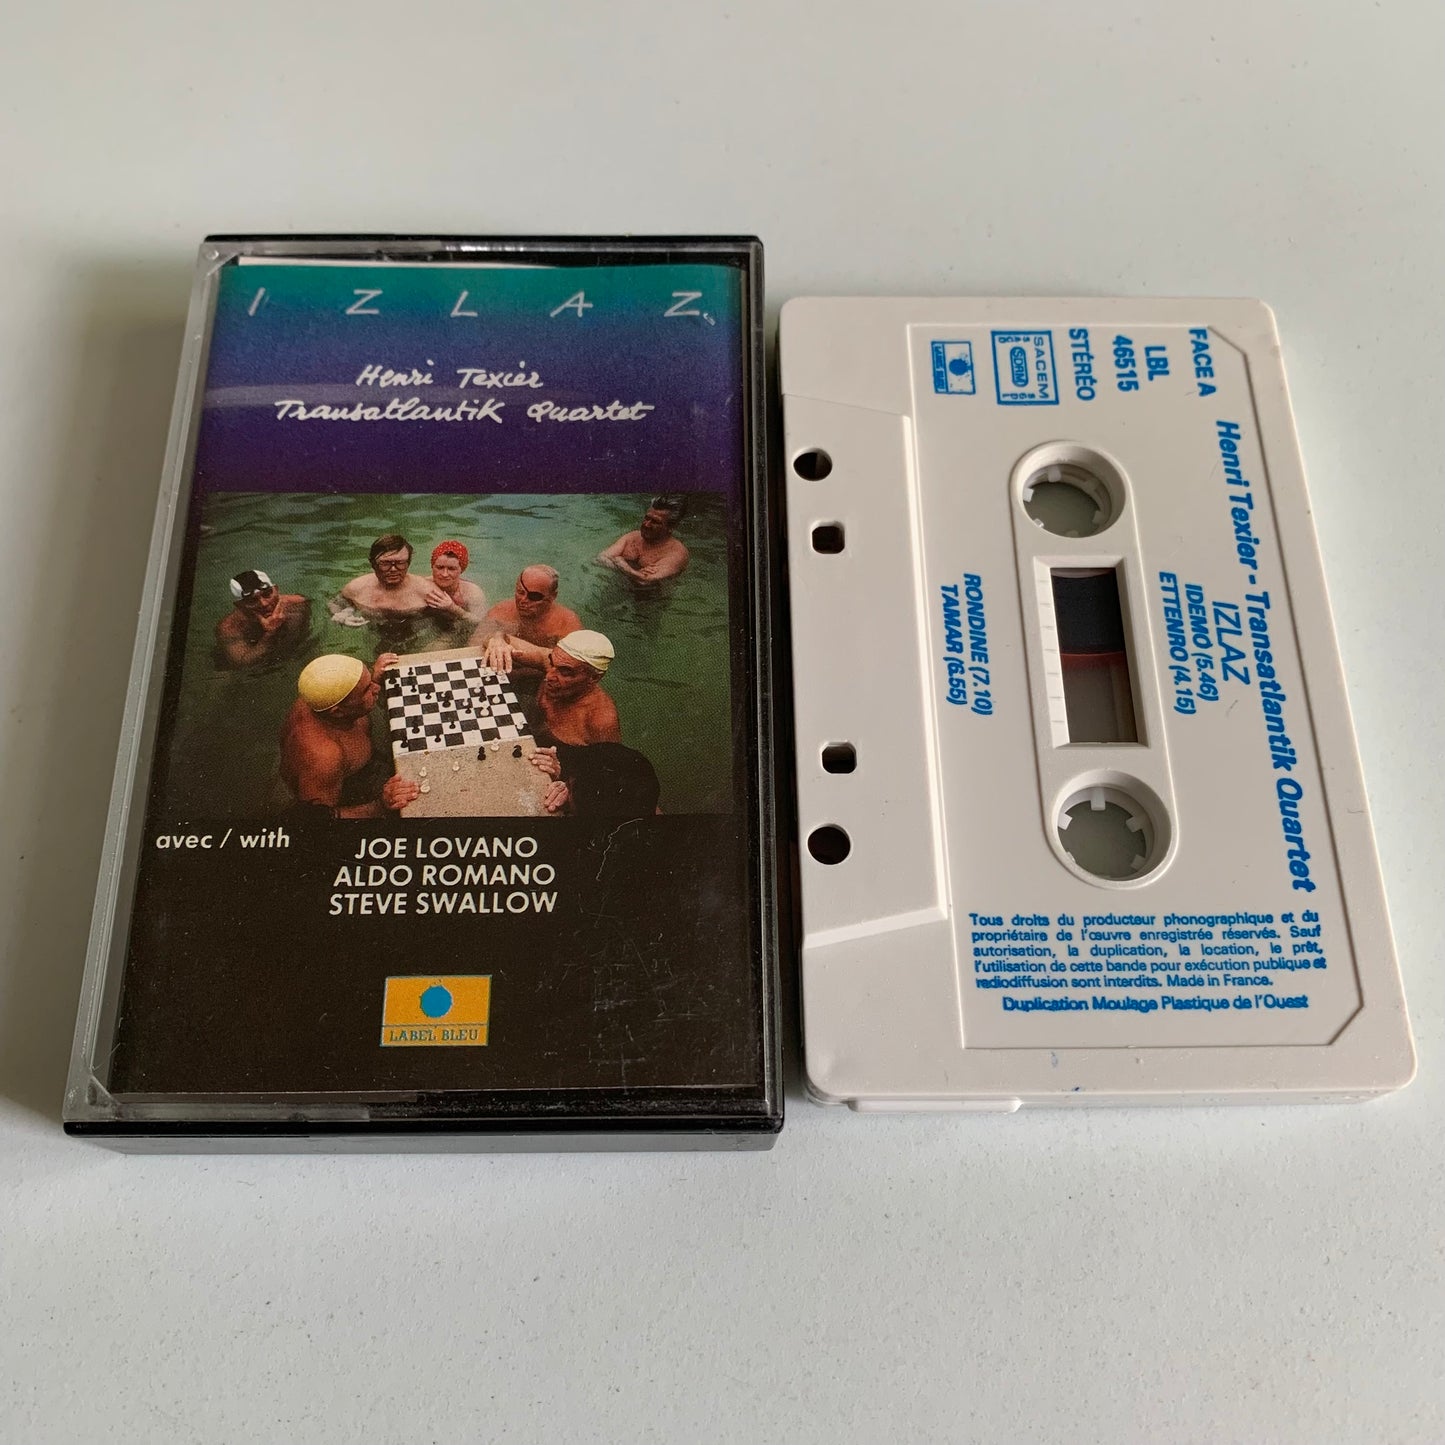 I Z L A Z
Henri Texier
Transatlantik Quartet
avec / with
JOE LOVANO
ALDO ROMANO
STEVE SWALLOW
LABEL BLEU
FACE A
LBL
46515
STÉRÉO
SACEM
SDRM
LABEL BLEU
Henri Texier - Transatlantik Quartet
IZLAZ
IDEMO (5.46)
ETTENRO (4.15)
RONDINE (7.10)
TAMAR (6.55)
Tous droits du producteur phonographique et du
propriétaire de l'œuvre enregistrée réservés. Sauf
autorisation, la duplication, la location, le prêt,
l'utilisation de cette bande pour exécution publique et
radiodiffusion sont interdits. Made in France.
Duplication Moulage Plastique de l'Ouest